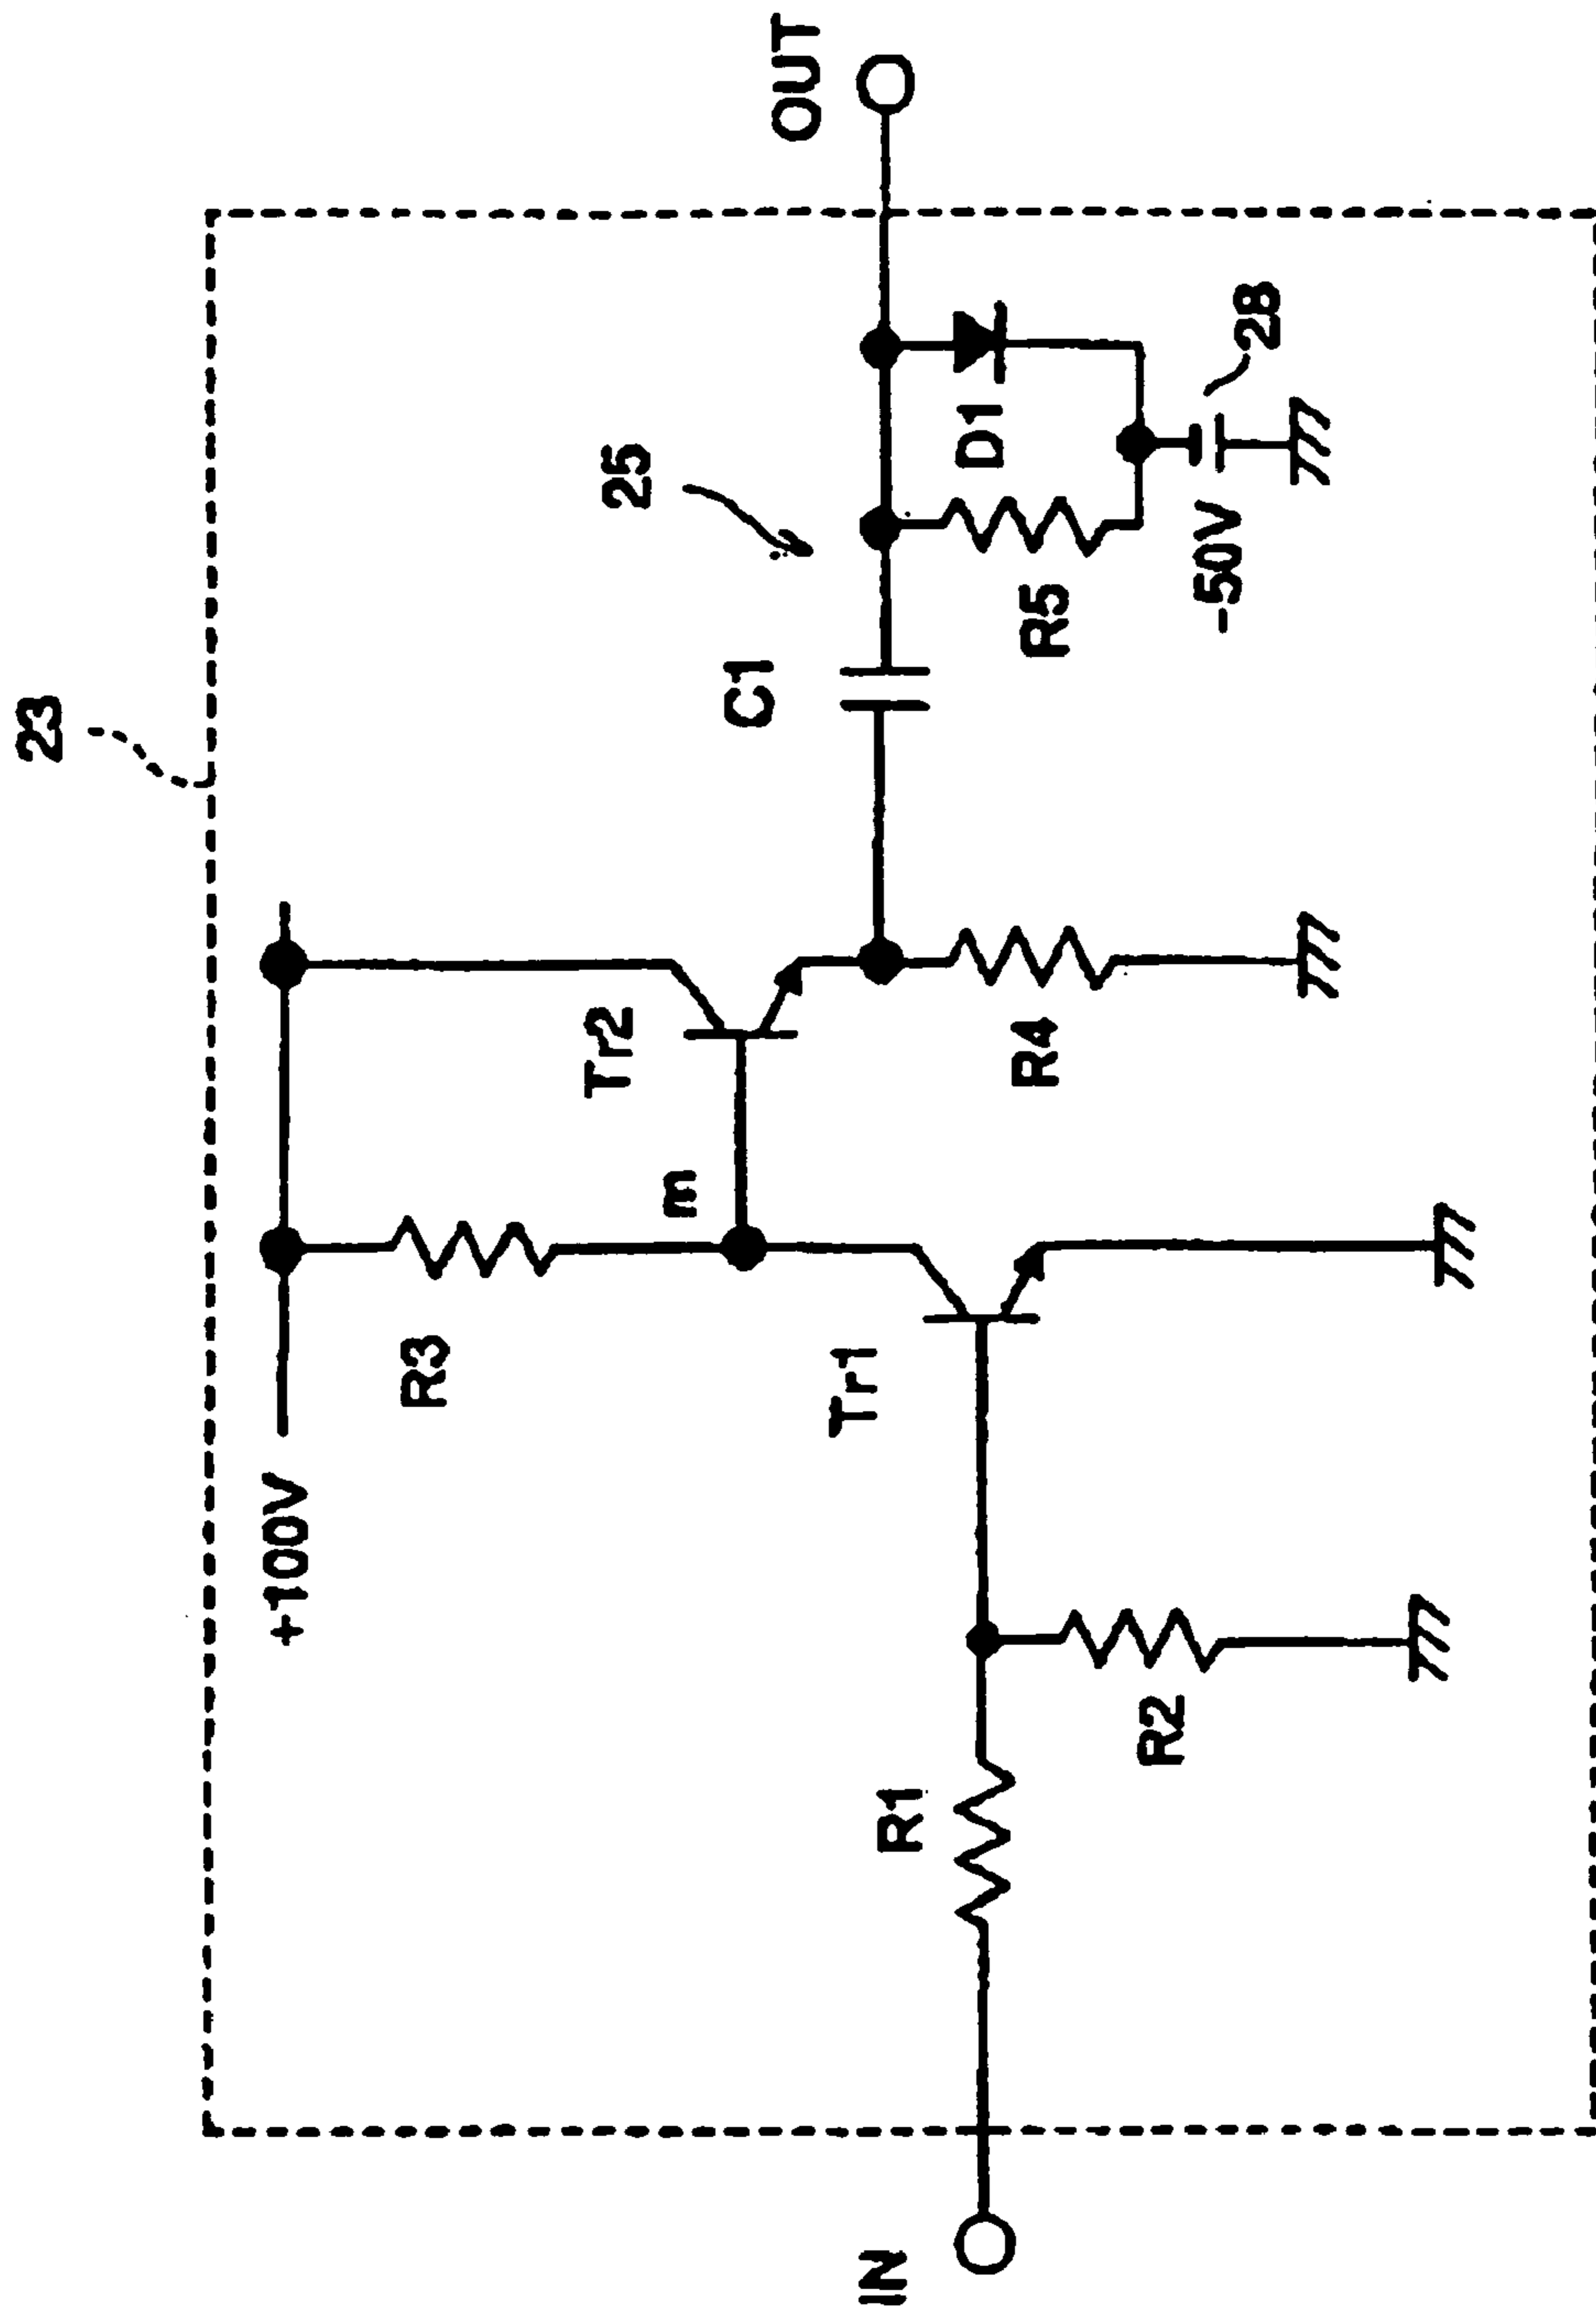 23
+100V
R3
m
Tr2
25
C1
OUT
IN
R1
Tr1
R2
R4
R5
D1
-50V
28